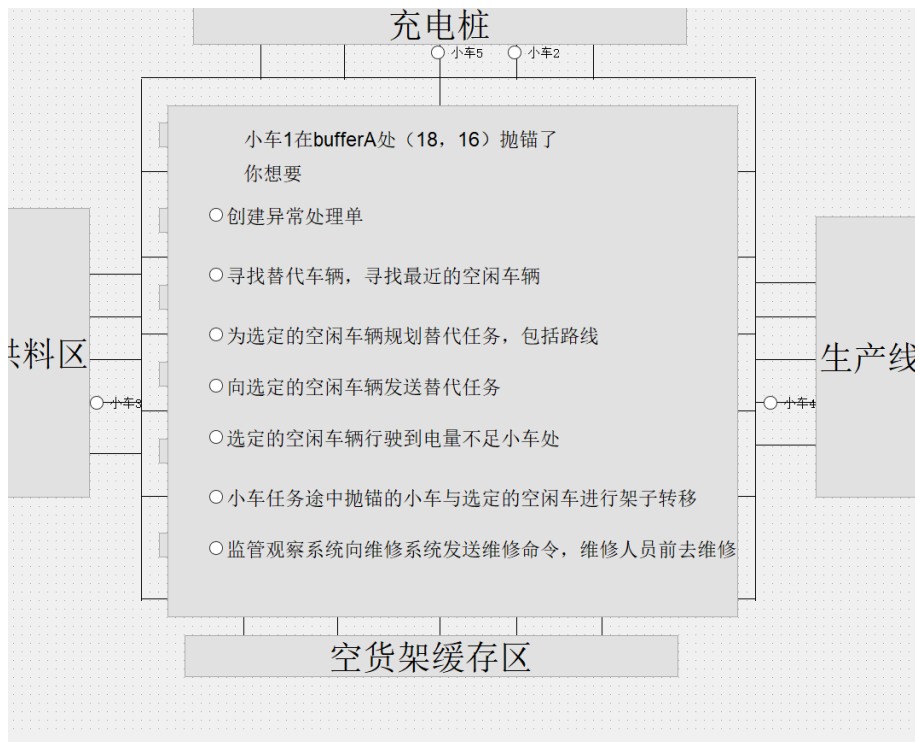 充电桩
小车5
小车2
小车1在bufferA处（18，16）抛锚了
你想要
创建异常处理单
寻找替代车辆，寻找最近的空闲车辆
为选定的空闲车辆规划替代任务，包括路线
料区
生产线
向选定的空闲车辆发送替代任务
小车3
小车4
选定的空闲车辆行驶到电量不足小车处
小车任务途中抛锚的小车与选定的空闲车进行架子转移
监管观察系统向维修系统发送维修命令，维修人员前去维修
空货架缓存区